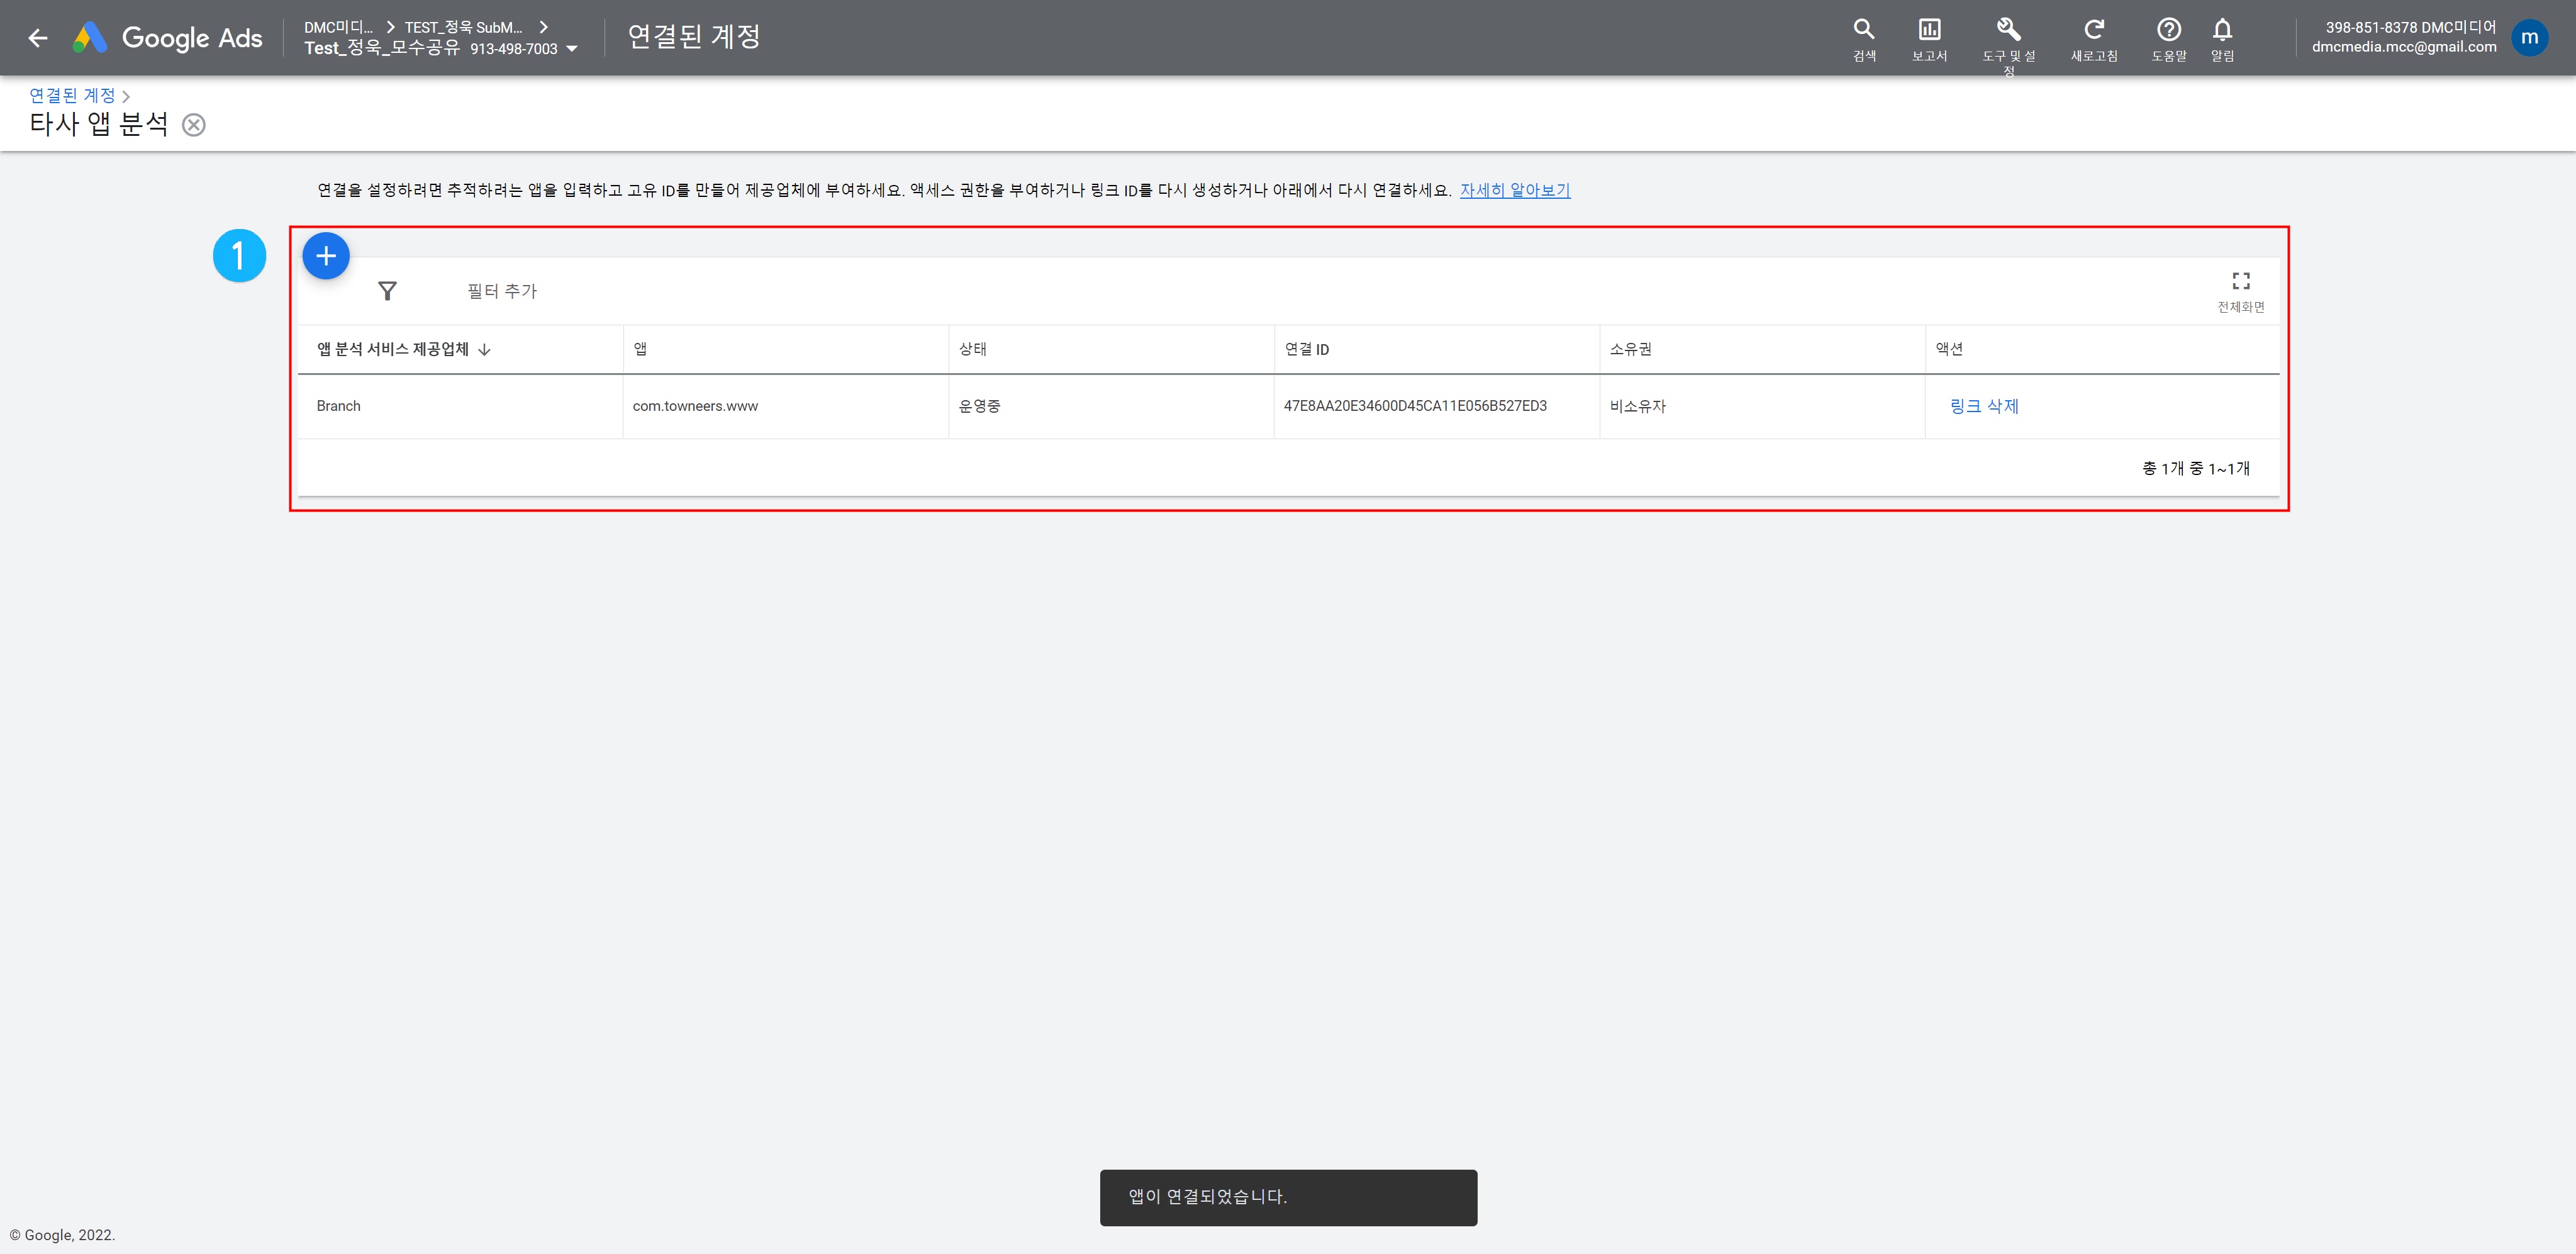 Google Ads
DMC미디... > TEST_정욱 SubM... >
Test_정욱_모수공유 913-498-7003
연결된 계정
검색
보고서
도구 및 설
정
새로고침
도움말
알림
398-851-8378 DMC미디어
dmcmedia.mcc@gmail.com
m
연결된 계정 >
타사 앱 분석
연결을 설정하려면 추적하려는 앱을 입력하고 고유 ID를 만들어 제공업체에 부여하세요. 액세스 권한을 부여하거나 링크 ID를 다시 생성하거나 아래에서 다시 연결하세요. 자세히 알아보기
1
필터 추가
전체화면
앱 분석 서비스 제공업체 앱 상태 연결 ID 소유권 액션
Branch com.towneers.www 운영중 47E8AA20E34600D45CA11E056B527ED3 비소유자 링크 삭제
총 1개 중 1~1개
앱이 연결되었습니다.
© Google, 2022.